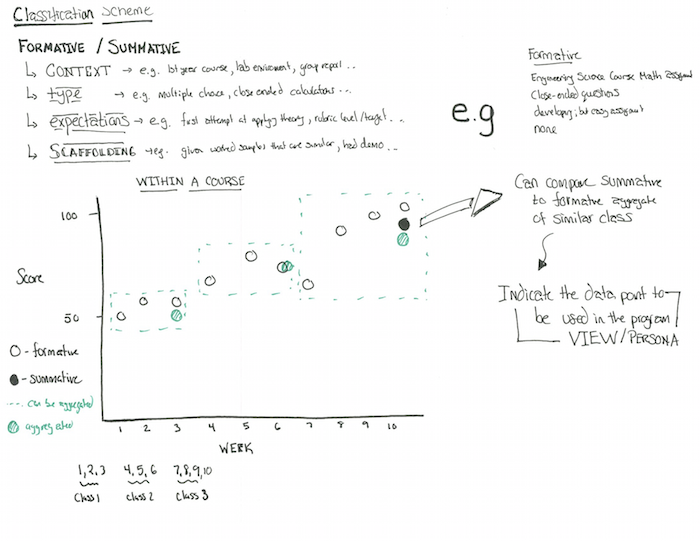 Classification Scheme
FORMATIVE / SUMMATIVE
↳ CONTEXT → e.g. 1st year course, lab enviroment, group report ...
↳ type → e.g. multiple choice, close ended calculations ...
↳ expectations → e.g. first attempt at applying theory, rubric level/target ...
↳ SCAFFOLDING → eg. given worked samples that are similar, had demo ...
Formative
Engineering Science Course Math
Close-ended questions
developing; but easy
none
e.g
WITHIN A COURSE
100
50
Score
1 2 3 4 5 6 7 8 9 10
WEEK
O - formative
● - summative
---- can be aggregated
aggregated
1,2,3 4,5,6 7,8,9,10
Class 1 class 2 class 3
Can compare summative
to formative aggregate
of similar class
Indicate the data point to
be used in the program
VIEW/PERSONA